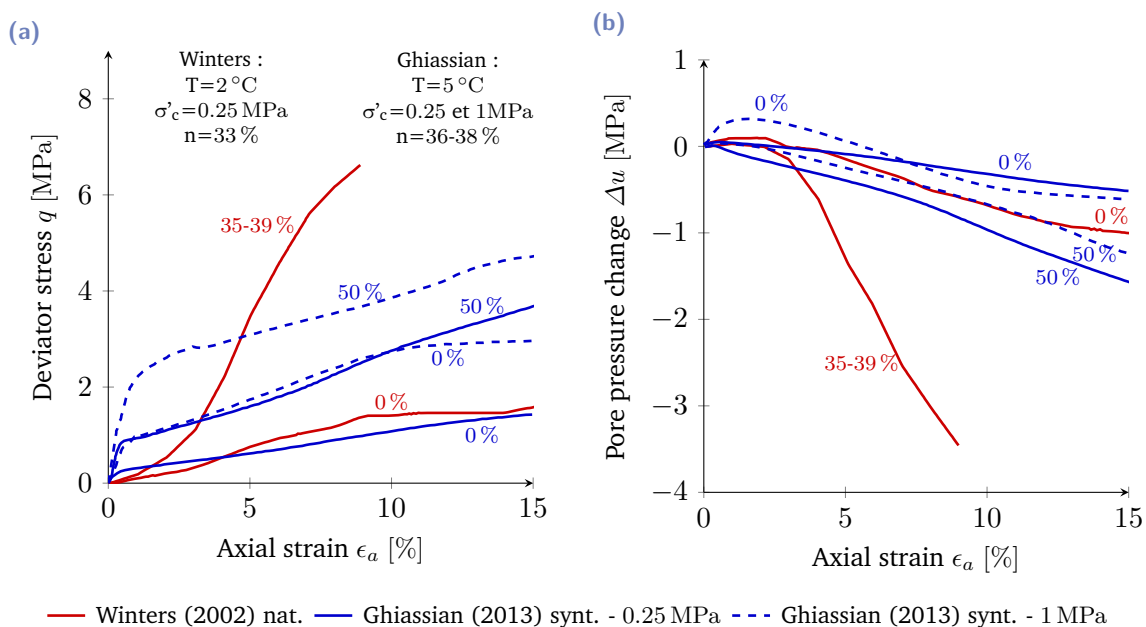 (a)
Winters :
T=2 °C
σ'c=0.25 MPa
n=33 %
Ghiassian :
T=5 °C
σ'c=0.25 et 1MPa
n=36-38 %
Deviator stress q [MPa]
8
6
4
2
0
35-39 %
50 %
50 %
0 %
0 %
0 %
0
5
10
15
Axial strain ϵa [%]
(b)
Pore pressure change Δu [MPa]
1
0
−1
−2
−3
−4
0 %
0 %
0 %
50 %
50 %
35-39 %
0
5
10
15
Axial strain ϵa [%]
Winters (2002) nat.
Ghiassian (2013) synt. - 0.25 MPa
Ghiassian (2013) synt. - 1 MPa